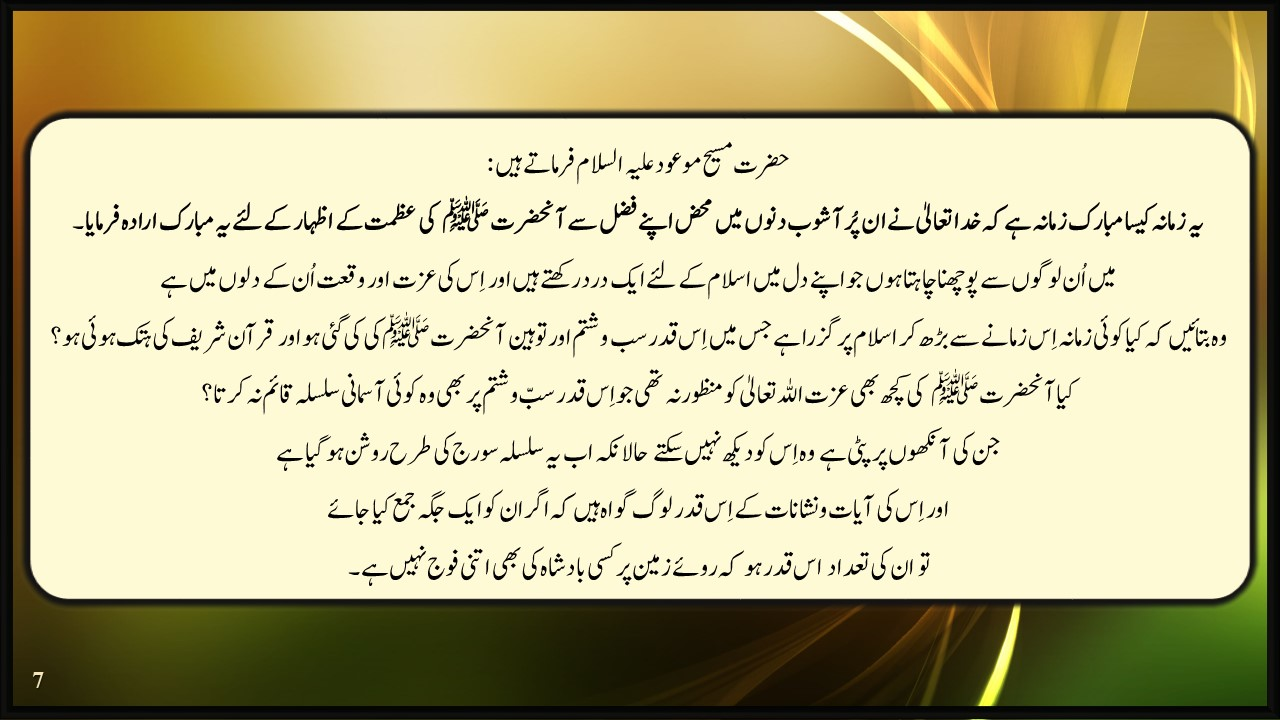 حضرت مسیح موعود علیہ السلام فرماتے ہیں:
یہ زمانہ کیسا مبارک زمانہ ہے کہ خدا تعالیٰ نے ان پُر آشوب دنوں میں محض اپنے فضل سے آنحضرت ﷺ کی عظمت کے اظہار کے لئے یہ مبارک ارادہ فرمایا۔
میں اُن لوگوں سے پوچھنا چاہتا ہوں جو اپنے دل میں اسلام کے لئے ایک درد رکھتے ہیں اور اِس کی عزت اور وقعت اُن کے دلوں میں ہے
وہ بتائیں کہ کیا کوئی زمانہ اِس زمانے سے بڑھ کر اسلام پر گزرا ہے جس میں اِس قدر سب و شتم اور توہین آنحضرت ﷺ کی کی گئی ہو اور قرآن شریف کی ہتک ہوئی ہو؟
کیا آنحضرت ﷺ کی کچھ بھی عزت اللہ تعالیٰ کو منظور نہ تھی جو اِس قدر سبّ و شتم پر بھی وہ کوئی آسمانی سلسلہ قائم نہ کرتا؟
جن کی آنکھوں پر پٹی ہے وہ اِس کو دیکھ نہیں سکتے حالانکہ اب یہ سلسلہ سورج کی طرح روشن ہو گیا ہے
اور اِس کی آیات و نشانات کے اِس قدر لوگ گواہ ہیں کہ اگر ان کو ایک جگہ جمع کیا جائے
تو ان کی تعداد اس قدر ہو کہ روئے زمین پر کسی بادشاہ کی بھی اتنی فوج نہیں ہے۔
7